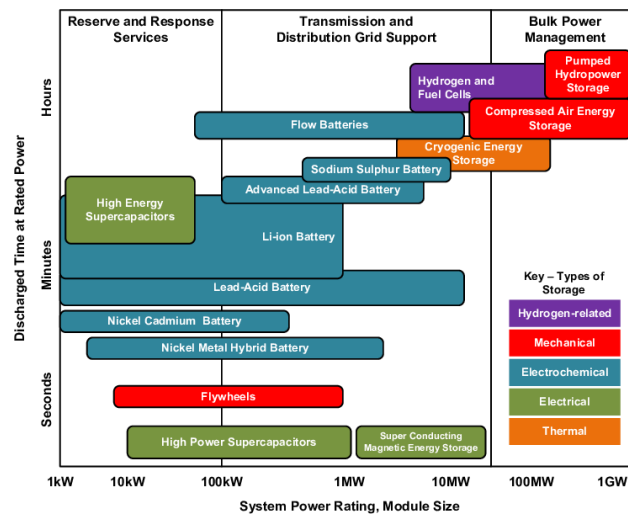 Reserve and Response
Services
Transmission and
Distribution Grid Support
Bulk Power
Management
Discharged Time at Rated Power
Hours
Minutes
Seconds
Pumped
Hydropower
Storage
Hydrogen and
Fuel Cells
Compressed Air Energy
Storage
Flow Batteries
Cryogenic Energy
Storage
Sodium Sulphur Battery
Advanced Lead-Acid Battery
High Energy
Supercapacitors
Li-ion Battery
Lead-Acid Battery
Nickel Cadmium Battery
Nickel Metal Hybrid Battery
Flywheels
High Power Supercapacitors
Super Conducting
Magnetic Energy Storage
Key – Types of
Storage
Hydrogen-related
Mechanical
Electrochemical
Electrical
Thermal
1kW 10kW 100kW 1MW 10MW 100MW 1GW
System Power Rating, Module Size